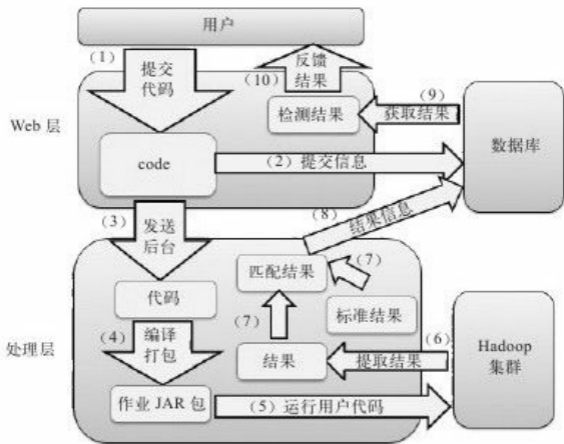 用户
（1）
提交
代码
反馈
结果
（10）
Web 层
检测结果
（9）
获取结果
数据库
code
（2）提交信息
（3）
发送
后台
（8）
结果信息
匹配结果
（7）
代码
标准结果
（4）
编译
打包
（7）
处理层
结果
（6）
提取结果
Hadoop
集群
作业 JAR 包
（5）运行用户代码